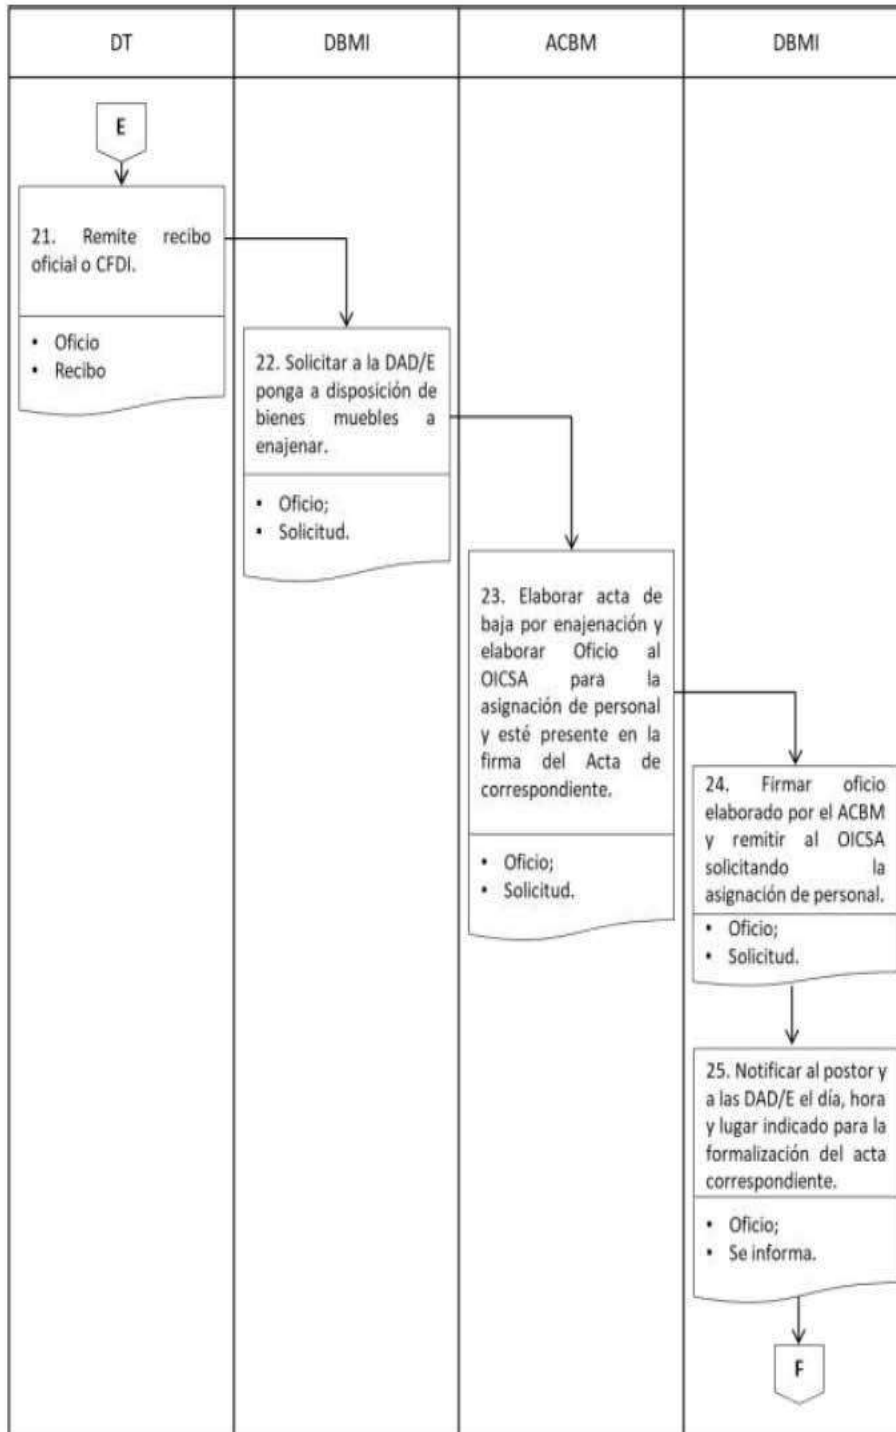 DT
DBMI
ACBM
DBMI
E
21. Remite recibo
oficial o CFDI.
• Oficio
• Recibo
22. Solicitar a la DAD/E
ponga a disposición de
bienes muebles a
enajenar.
• Oficio;
• Solicitud.
23. Elaborar acta de
baja por enajenación y
elaborar Oficio al
OICSA para la
asignación de personal
y esté presente en la
firma del Acta de
correspondiente.
• Oficio;
• Solicitud.
24. Firmar oficio
elaborado por el ACBM
y remitir al OICSA
solicitando la
asignación de personal.
• Oficio;
• Solicitud.
25. Notificar al postor y
a las DAD/E el día, hora
y lugar indicado para la
formalización del acta
correspondiente.
• Oficio;
• Se informa.
F